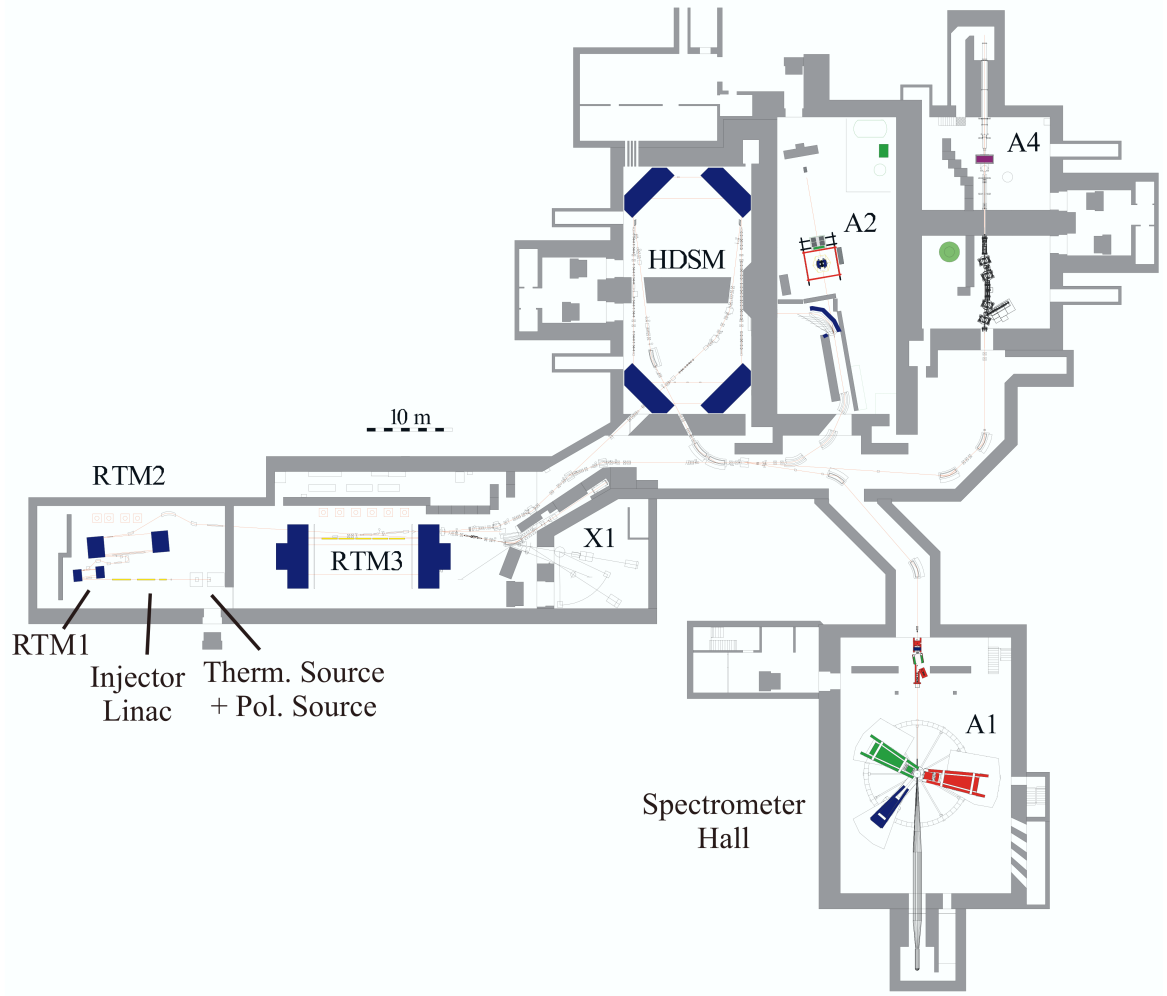 A4
A2
HDSM
10 m
RTM2
X1
RTM3
RTM1
Injector
Linac
Therm. Source
+ Pol. Source
A1
Spectrometer
Hall